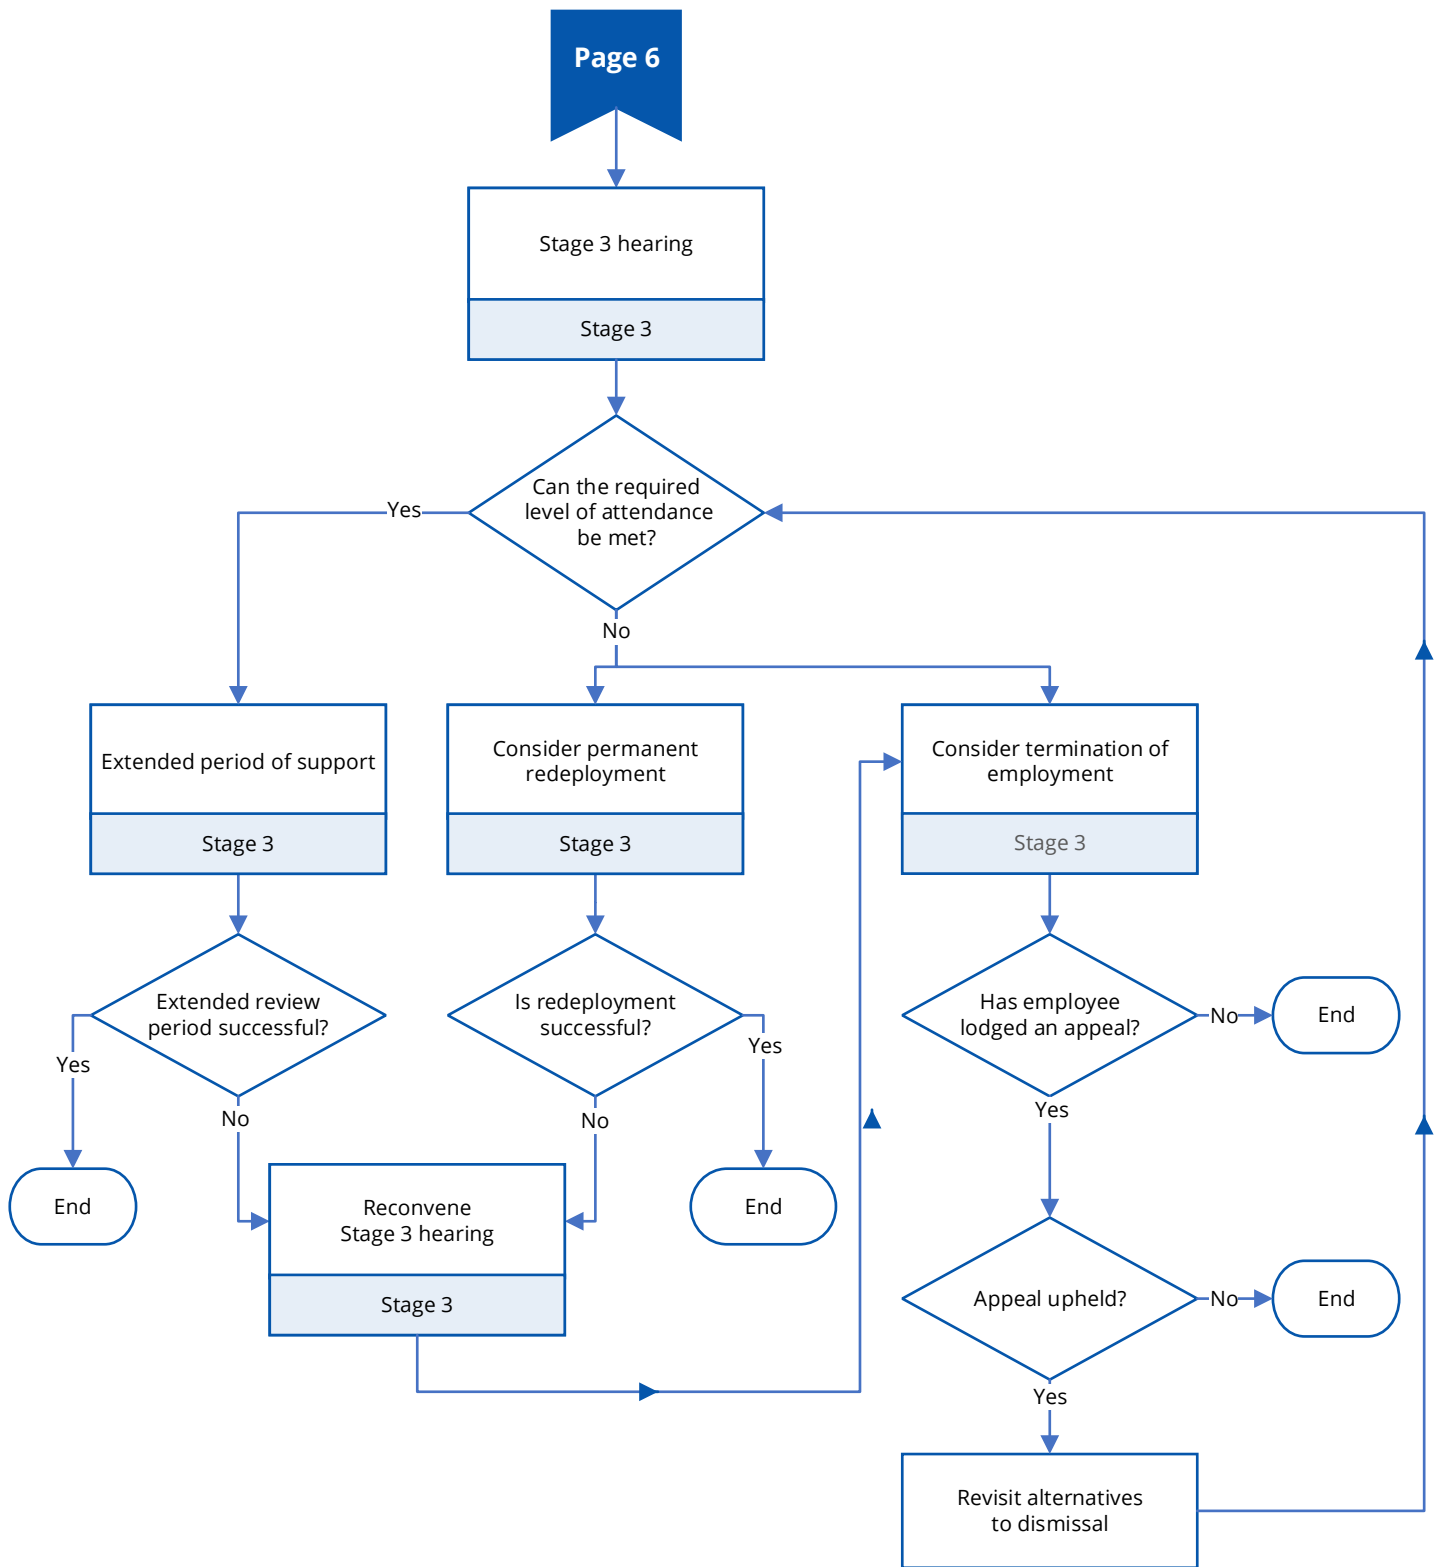 Page 6
Stage 3 hearing
Stage 3
Can the required
level of attendance
be met?
Yes
No
Extended period of support
Stage 3
Consider permanent
redeployment
Stage 3
Consider termination of
employment
Stage 3
Extended review
period successful?
Yes
No
Is redeployment
successful?
Yes
No
Has employee
lodged an appeal?
No
End
Yes
End
Reconvene
Stage 3 hearing
Stage 3
End
Appeal upheld?
No
End
Yes
Revisit alternatives
to dismissal